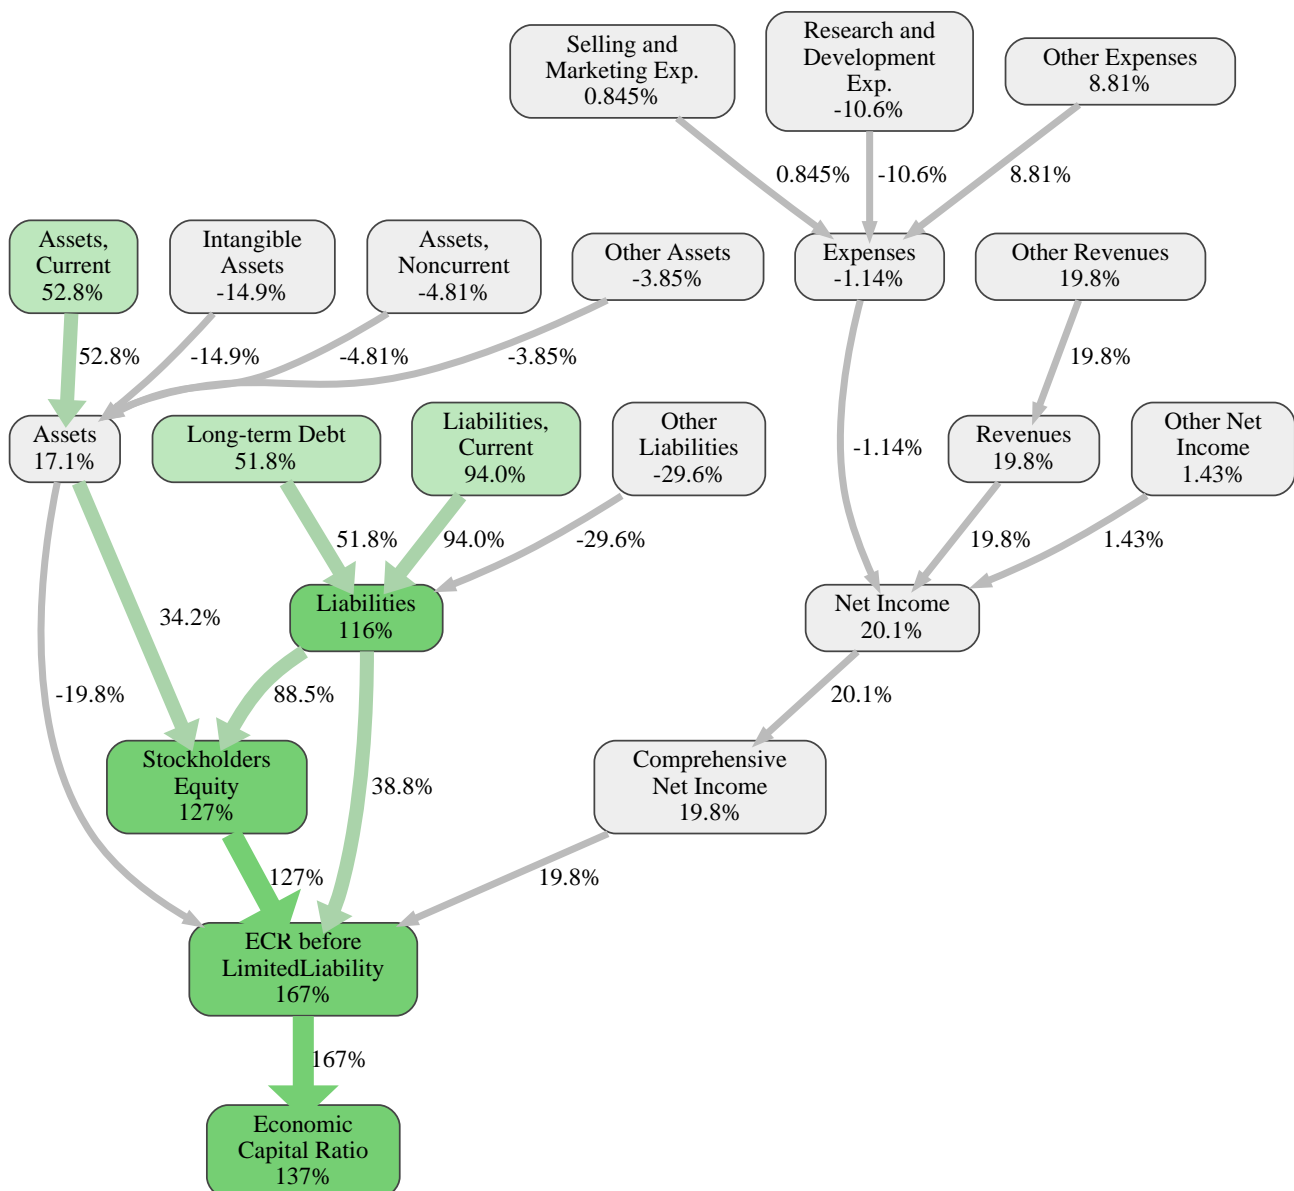 Selling and
Marketing Exp.
0.845%
Research and
Development
Exp.
-10.6%
Other Expenses
8.81%
0.845%
-10.6%
8.81%
Assets,
Current
52.8%
Intangible
Assets
-14.9%
Assets,
Noncurrent
-4.81%
Other Assets
-3.85%
Expenses
-1.14%
Other Revenues
19.8%
52.8%
-14.9%
-4.81%
-3.85%
19.8%
Assets
17.1%
Long-term Debt
51.8%
Liabilities,
Current
94.0%
Other
Liabilities
-29.6%
-1.14%
Revenues
19.8%
Other Net
Income
1.43%
51.8%
94.0%
-29.6%
19.8%
1.43%
34.2%
Liabilities
116%
Net Income
20.1%
-19.8%
88.5%
20.1%
Stockholders
Equity
127%
38.8%
Comprehensive
Net Income
19.8%
127%
19.8%
ECR before
LimitedLiability
167%
167%
Economic
Capital Ratio
137%